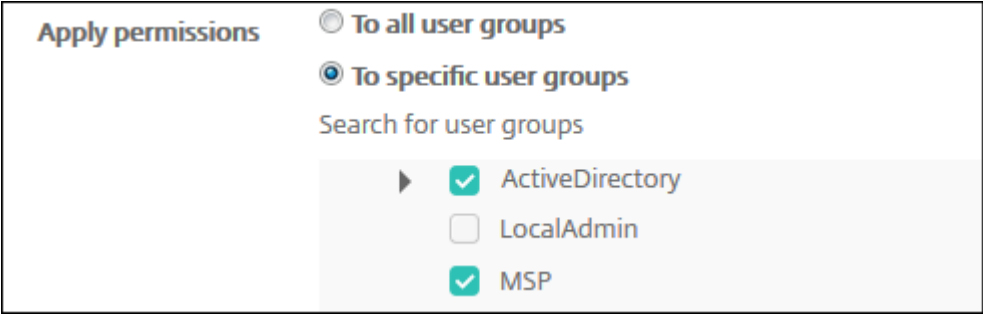 Apply permissions
To all user groups
To specific user groups
Search for user groups
ActiveDirectory
LocalAdmin
MSP